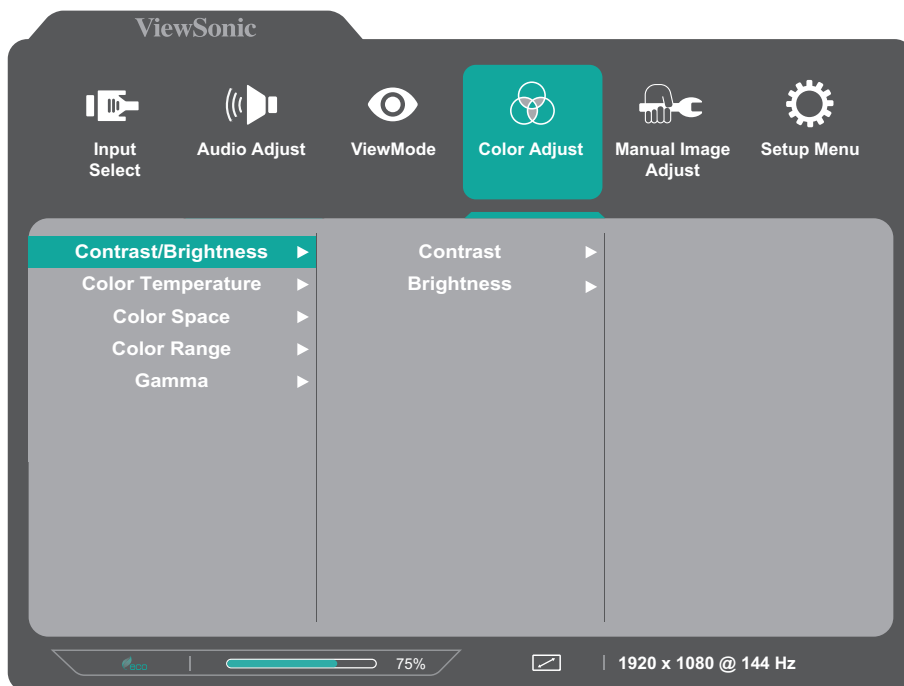 ViewSonic
Input
Select
Audio Adjust
ViewMode
Color Adjust
Manual Image
Adjust
Setup Menu
Contrast/Brightness
Color Temperature
Color Space
Color Range
Gamma
Contrast
Brightness
eco
75%
1920 x 1080 @ 144 Hz